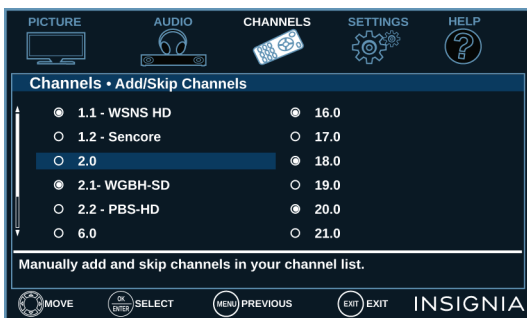 PICTURE AUDIO CHANNELS SETTINGS HELP
Channels • Add/Skip Channels
1.1 - WSNS HD 16.0
1.2 - Sencore 17.0
2.0 18.0
2.1- WGBH-SD 19.0
2.2 - PBS-HD 20.0
6.0 21.0
Manually add and skip channels in your channel list.
MOVE OK ENTER SELECT MENU PREVIOUS EXIT EXIT INSIGNIA